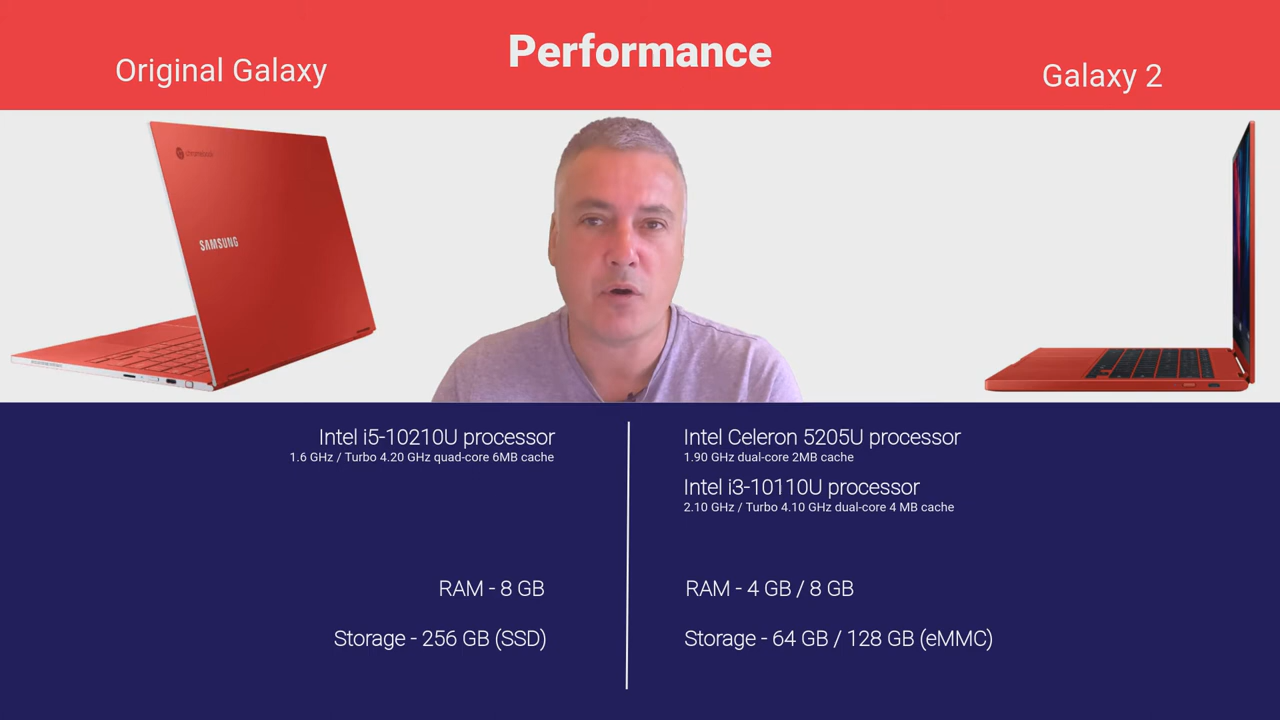 Performance
Original Galaxy
Galaxy 2
chromebook
SAMSUNG
Intel i5-10210U processor
1.6 GHz / Turbo 4.20 GHz quad-core 6MB cache
Intel Celeron 5205U processor
1.90 GHz dual-core 2MB cache
Intel i3-10110U processor
2.10 GHz / Turbo 4.10 GHz dual-core 4 MB cache
RAM - 8 GB
RAM - 4 GB / 8 GB
Storage - 256 GB (SSD)
Storage - 64 GB / 128 GB (eMMC)